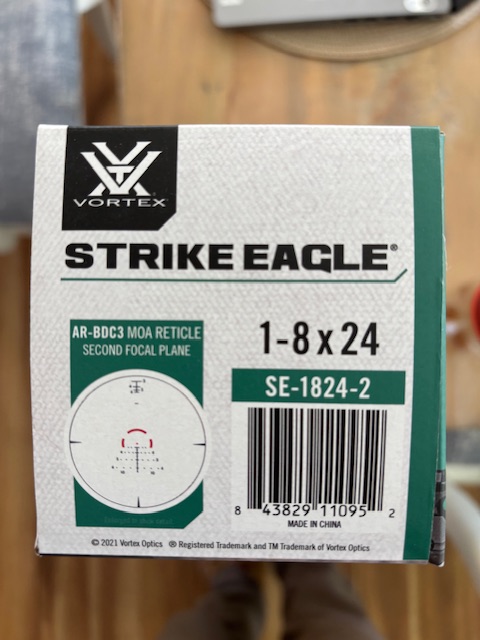 VORTEX
STRIKE EAGLE®
AR-BDC3 MOA RETICLE
SECOND FOCAL PLANE
1-8 x 24
SE-1824-2
8 43829 11095 2
MADE IN CHINA
© 2021 Vortex Optics ® Registered Trademark and TM Trademark of Vortex Optics